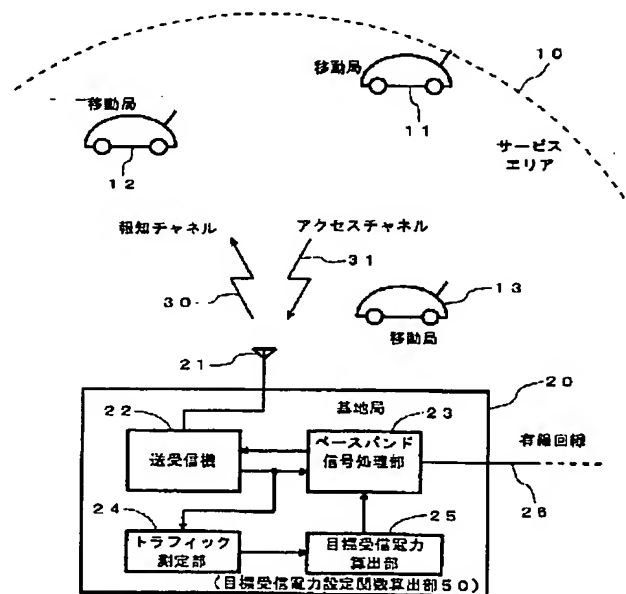 移動局
10
11
移動局
12
サービス
エリア
報知チャネル
アクセスチャネル
31
30
13
移動局
21
20
基地局
22
23
送受信機
ベースバンド
信号処理部
有線回線
26
24
25
トラフィック
測定部
目標受信電力
算出部
(目標受信電力設定関数算出部50)